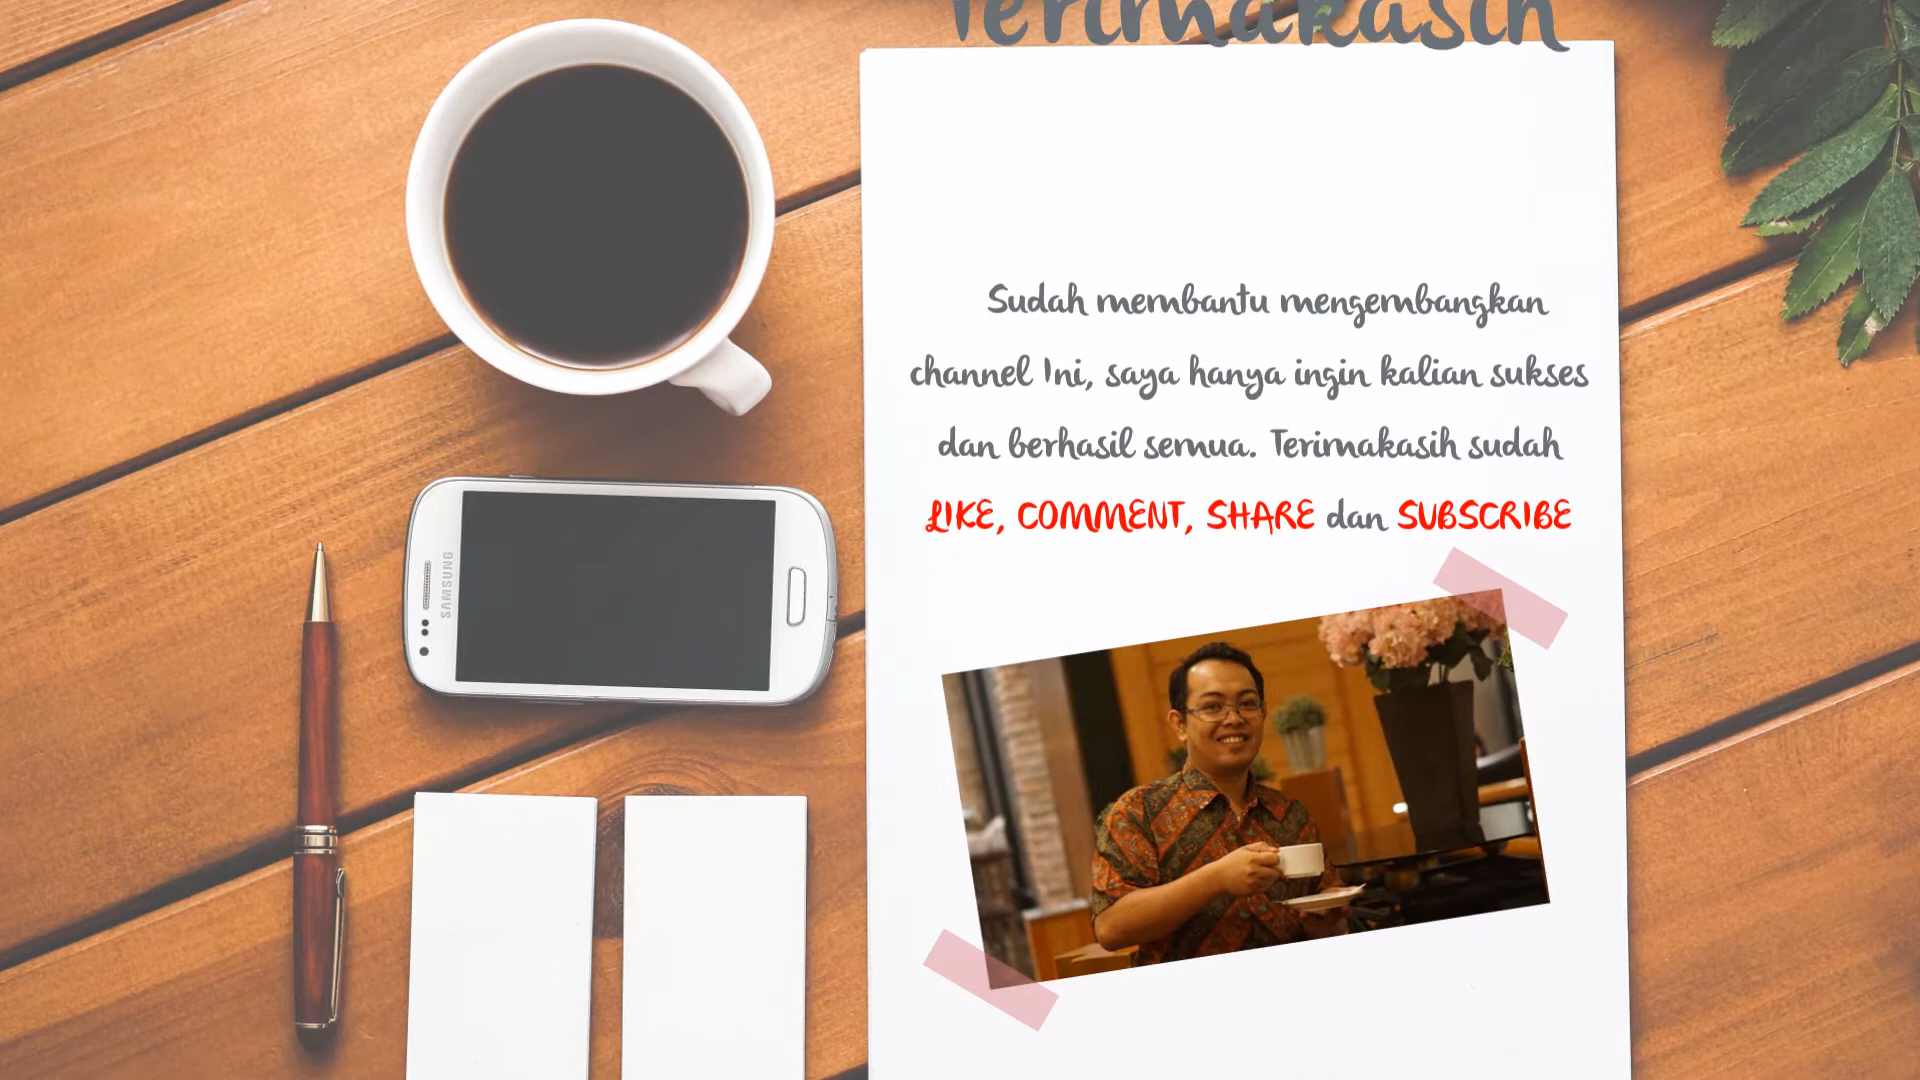 Terimakasih
Sudah membantu mengembangkan
channel Ini, saya hanya ingin kalian sukses
dan berhasil semua. Terimakasih sudah
LIKE, COMMENT, SHARE dan SUBSCRIBE
SAMSUNG